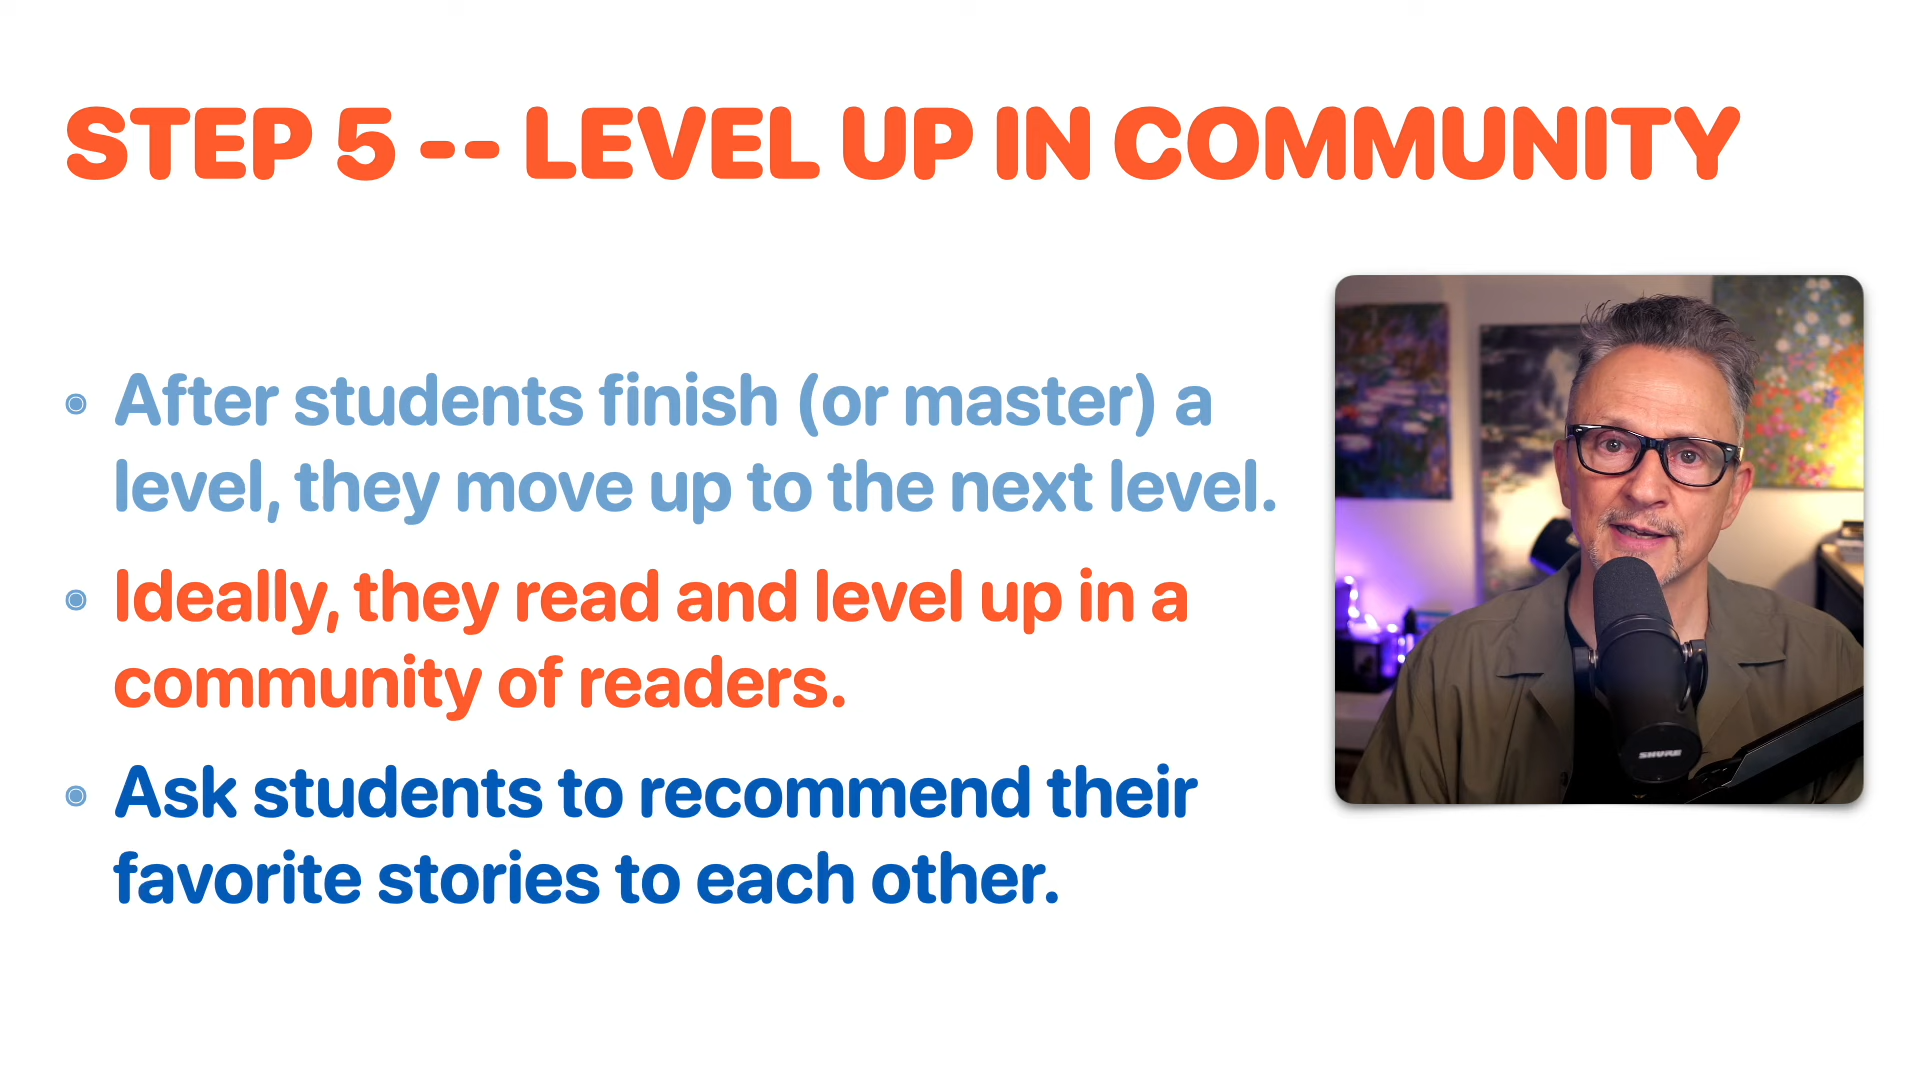 STEP 5 -- LEVEL UP IN COMMUNITY
After students finish (or master) a
level, they move up to the next level.
Ideally, they read and level up in a
community of readers.
Ask students to recommend their
favorite stories to each other.
SHURE